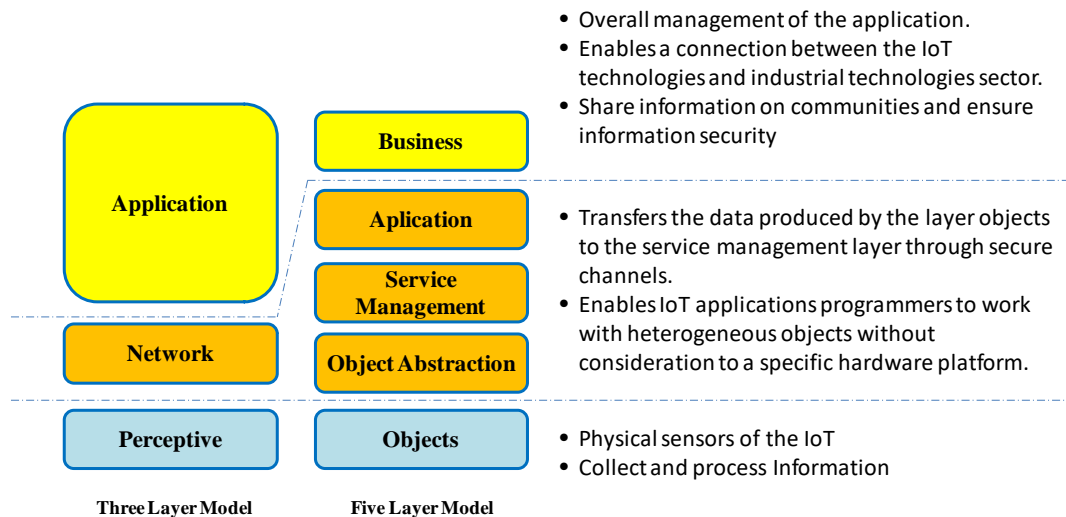 • Overall management of the application.
• Enables a connection between the IoT
technologies and industrial technologies sector.
• Share information on communities and ensure
information security
Application
Business
Aplication
Service
Management
Network
Object Abstraction
• Transfers the data produced by the layer objects
to the service management layer through secure
channels.
• Enables IoT applications programmers to work
with heterogeneous objects without
consideration to a specific hardware platform.
Perceptive
Objects
• Physical sensors of the IoT
• Collect and process Information
Three Layer Model
Five Layer Model